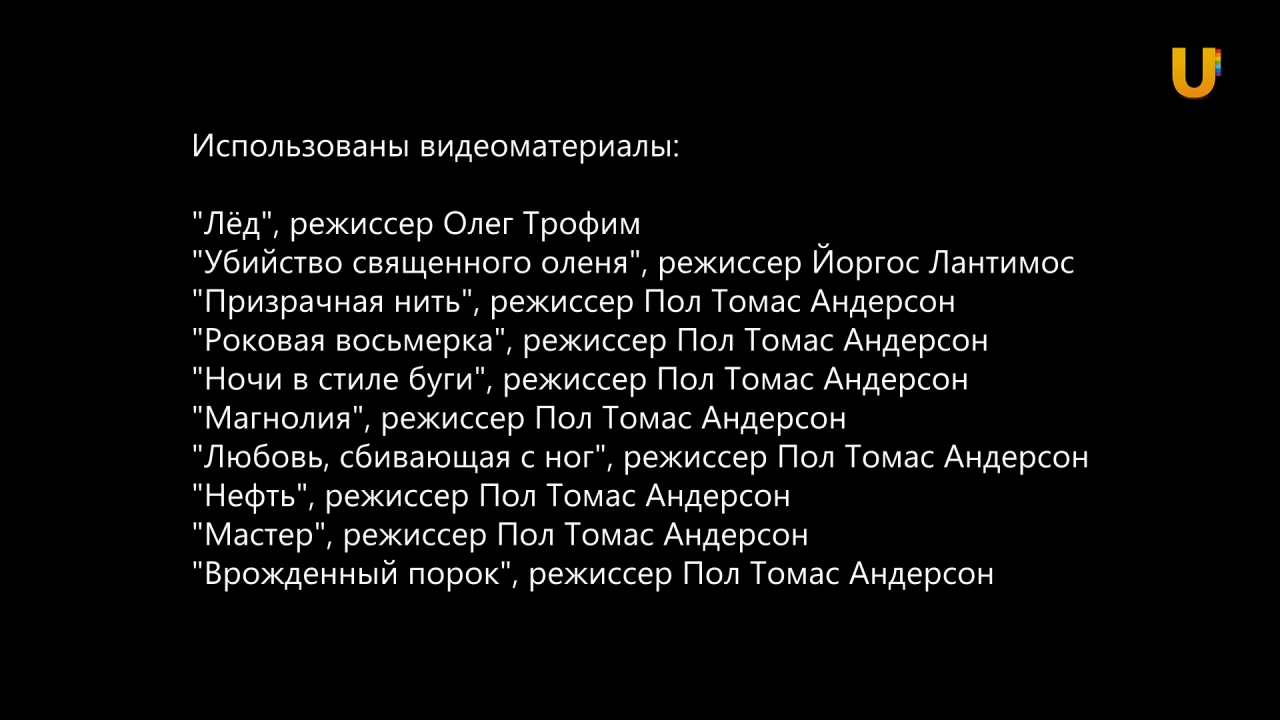 U
Использованы видеоматериалы:
"Лёд", режиссер Олег Трофим
"Убийство священного оленя", режиссер Йоргос Лантимос
"Призрачная нить", режиссер Пол Томас Андерсон
"Роковая восьмерка", режиссер Пол Томас Андерсон
"Ночи в стиле буги", режиссер Пол Томас Андерсон
"Магнолия", режиссер Пол Томас Андерсон
"Любовь, сбивающая с ног", режиссер Пол Томас Андерсон
"Нефть", режиссер Пол Томас Андерсон
"Мастер", режиссер Пол Томас Андерсон
"Врожденный порок", режиссер Пол Томас Андерсон